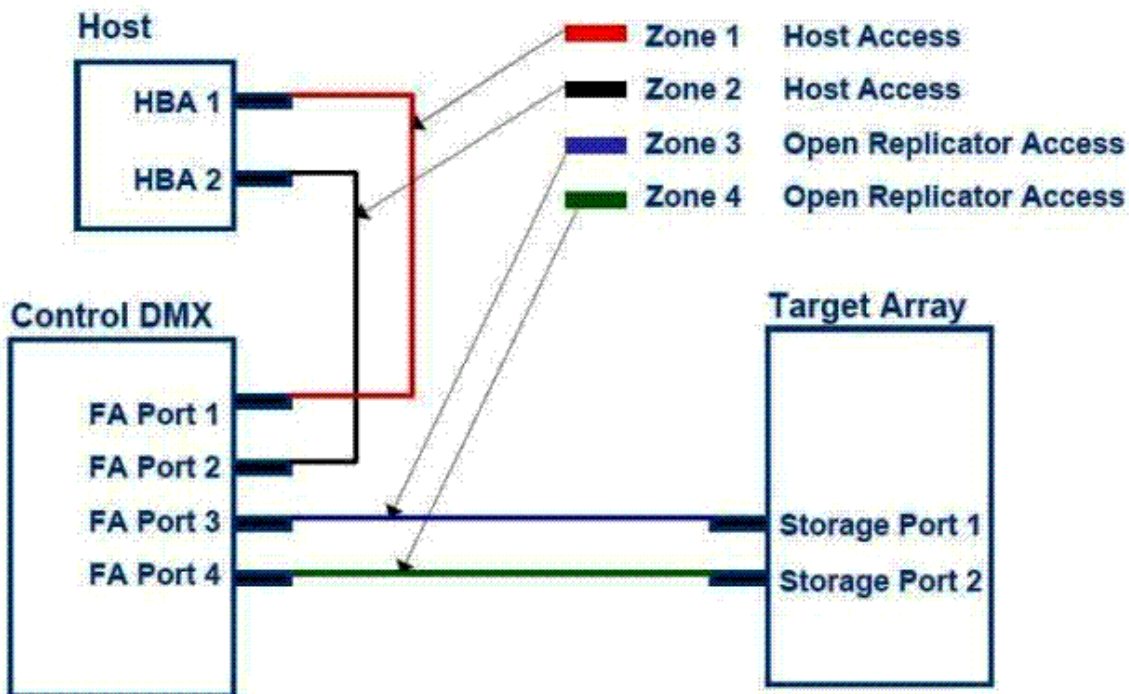 Host
HBA 1
HBA 2
Zone 1 Host Access
Zone 2 Host Access
Zone 3 Open Replicator Access
Zone 4 Open Replicator Access
Control DMX
FA Port 1
FA Port 2
FA Port 3
FA Port 4
Target Array
Storage Port 1
Storage Port 2